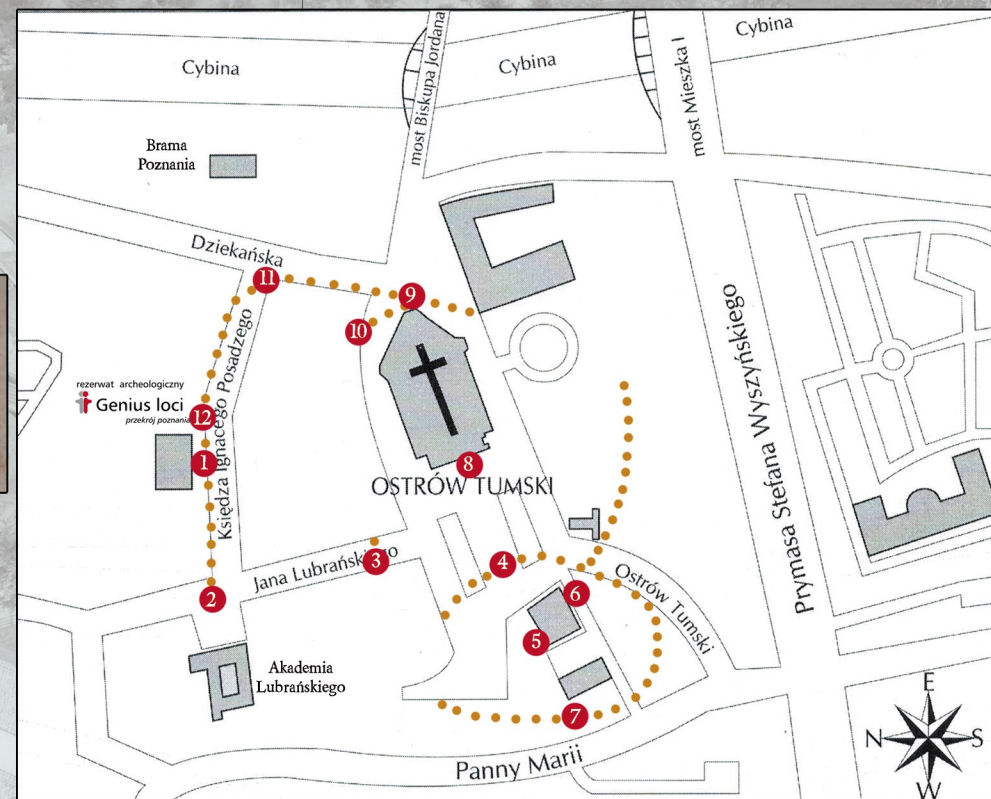 Cybina
most Biskupa Jordana
Cybina
most Mieszka I
Cybina
Brama
Poznania
Dziekańska
11
9
10
Księdza Ignacego Posadzego
rezerwat archeologiczny
Genius loci
przekrój poznania
12
1
8
OSTRÓW TUMSKI
Prymasa Stefana Wyszyńskiego
2
Jana Lubrańskiego
3
4
Ostrów Tumski
6
5
Akademia
Lubrańskiego
7
Panny Marii
E
N
S
W